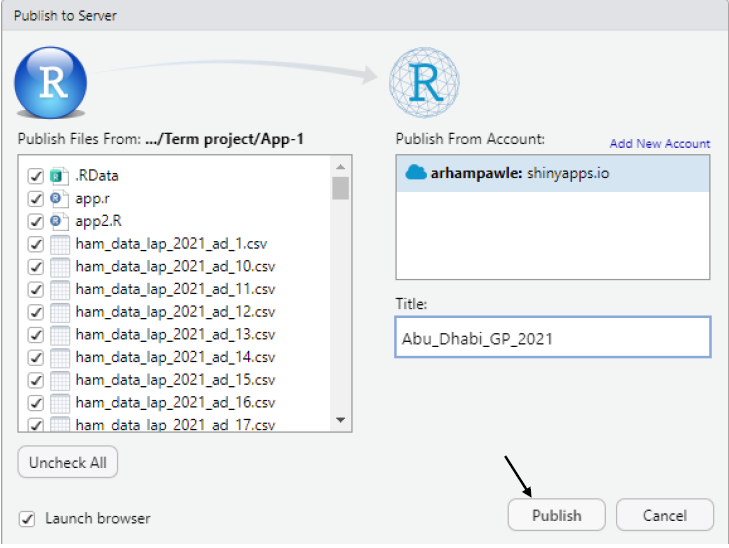 Publish to Server
R
R
Publish Files From: .../Term project/App-1
.RData
app.r
app2.R
ham_data_lap_2021_ad_1.csv
ham_data_lap_2021_ad_10.csv
ham_data_lap_2021_ad_11.csv
ham_data_lap_2021_ad_12.csv
ham_data_lap_2021_ad_13.csv
ham_data_lap_2021_ad_14.csv
ham_data_lap_2021_ad_15.csv
ham_data_lap_2021_ad_16.csv
ham_data_lap_2021_ad_17.csv
Uncheck All
Launch browser
Publish From Account:
Add New Account
arhampawle: shinyapps.io
Title:
Abu_Dhabi_GP_2021
Publish
Cancel